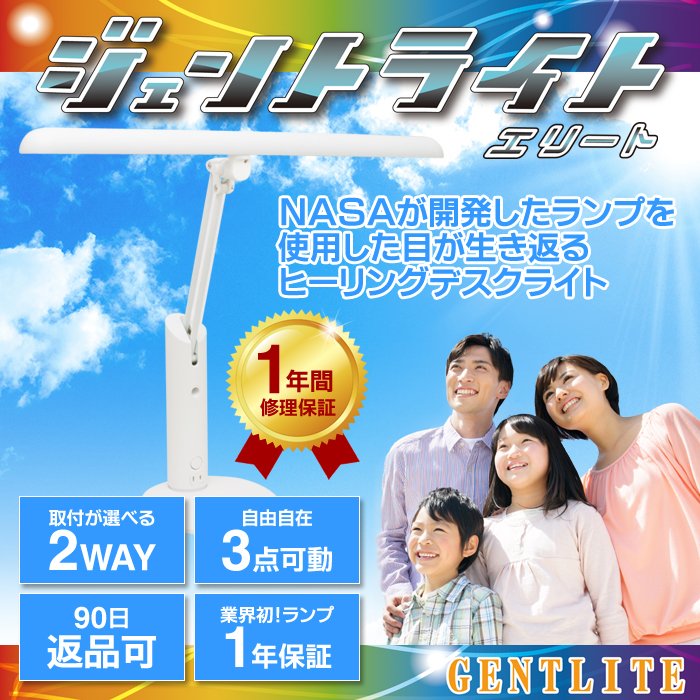 ジェントライト
エリート
NASAが開発したランプを
使用した目が生き返る
ヒーリングデスクライト
1年間
修理保証
取付が選べる
2WAY
自由自在
3点可動
90日
返品可
業界初!ランプ
1年保証
GENTLITE